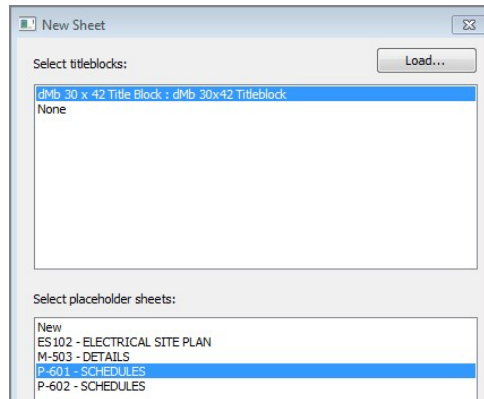 New Sheet
Select titleblocks:
Load...
dMb 30 x 42 Title Block : dMb 30x42 Titleblock
None
Select placeholder sheets:
New
ES102 - ELECTRICAL SITE PLAN
M-503 - DETAILS
P-601 - SCHEDULES
P-602 - SCHEDULES